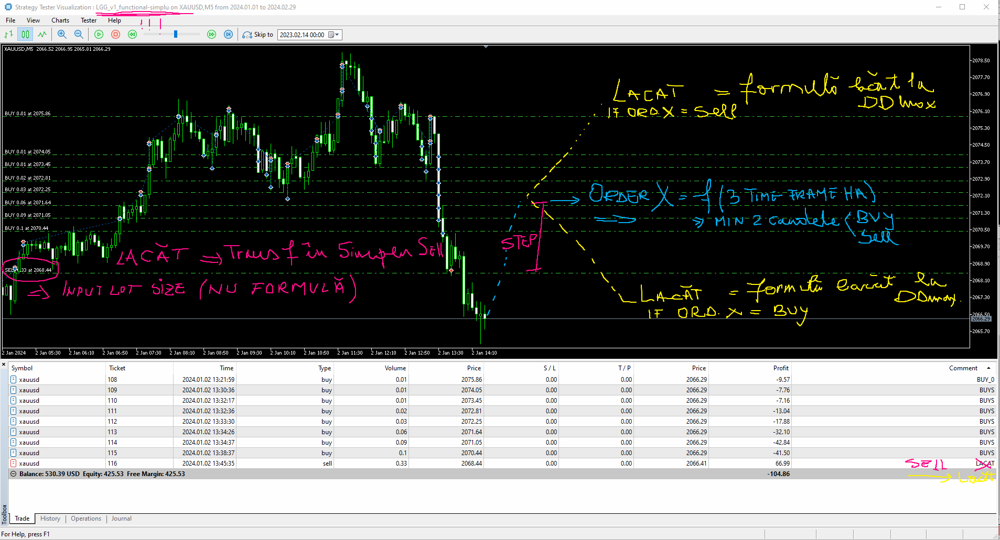 Strategy Tester Visualization : LGG_v1_functional-simplu on XAUUSD,M5 from 2024.01.01 to 2024.02.29
File View Charts Tester Help
Skip to 2023.02.14 00:00
XAUUSD,M5 2066.52 2066.95 2065.81 2066.29
LACAT = formulă lăcăt la DDmax
IF ORD.X = Sell
BUY 0.01 at 2075.86
BUY 0.01 at 2074.05
BUY 0.01 at 2073.45
BUY 0.02 at 2072.81
BUY 0.03 at 2072.25
BUY 0.06 at 2071.64
BUY 0.09 at 2071.05
BUY 0.1 at 2070.44
SELL 0.33 at 2068.44
ORDER X = f (3 TIME FRAME HA)
⇒ MIN 2 candele ( BUY
Sell
STEP
LACĂT ⇒ Transf în Simplu Sell
⇒ INPUT LOT SIZE (NU FORMULĂ)
LACĂT = formulă lacăt la DDmax.
IF ORD. X = BUY
2078.50
2077.70
2076.90
2076.10
2075.30
2074.50
2073.70
2072.90
2072.10
2071.30
2070.50
2069.70
2068.90
2068.10
2067.30
2066.50
2066.29
2065.70
2 Jan 2024 2 Jan 05:30 2 Jan 06:10 2 Jan 06:50 2 Jan 07:30 2 Jan 08:10 2 Jan 08:50 2 Jan 09:30 2 Jan 10:10 2 Jan 10:50 2 Jan 11:30 2 Jan 12:10 2 Jan 12:50 2 Jan 13:30 2 Jan 14:10
Symbol Ticket Time Type Volume Price S / L T / P Price Profit Comment
xauusd 108 2024.01.02 13:21:59 buy 0.01 2075.86 0.00 0.00 2066.29 -9.57 BUY_0
xauusd 109 2024.01.02 13:30:36 buy 0.01 2074.05 0.00 0.00 2066.29 -7.76 BUYS
xauusd 110 2024.01.02 13:32:17 buy 0.01 2073.45 0.00 0.00 2066.29 -7.16 BUYS
xauusd 111 2024.01.02 13:32:36 buy 0.02 2072.81 0.00 0.00 2066.29 -13.04 BUYS
xauusd 112 2024.01.02 13:33:30 buy 0.03 2072.25 0.00 0.00 2066.29 -17.88 BUYS
xauusd 113 2024.01.02 13:34:26 buy 0.06 2071.64 0.00 0.00 2066.29 -32.10 BUYS
xauusd 114 2024.01.02 13:34:37 buy 0.09 2071.05 0.00 0.00 2066.29 -42.84 BUYS
xauusd 115 2024.01.02 13:38:37 buy 0.1 2070.44 0.00 0.00 2066.29 -41.50 BUYS
xauusd 116 2024.01.02 13:45:35 sell 0.33 2068.44 0.00 0.00 2066.41 66.99 LACAT
SELL
Balance: 530.39 USD Equity: 425.53 Free Margin: 425.53 -104.86
Lacăt
Toolbox
Trade History Operations Journal
For Help, press F1